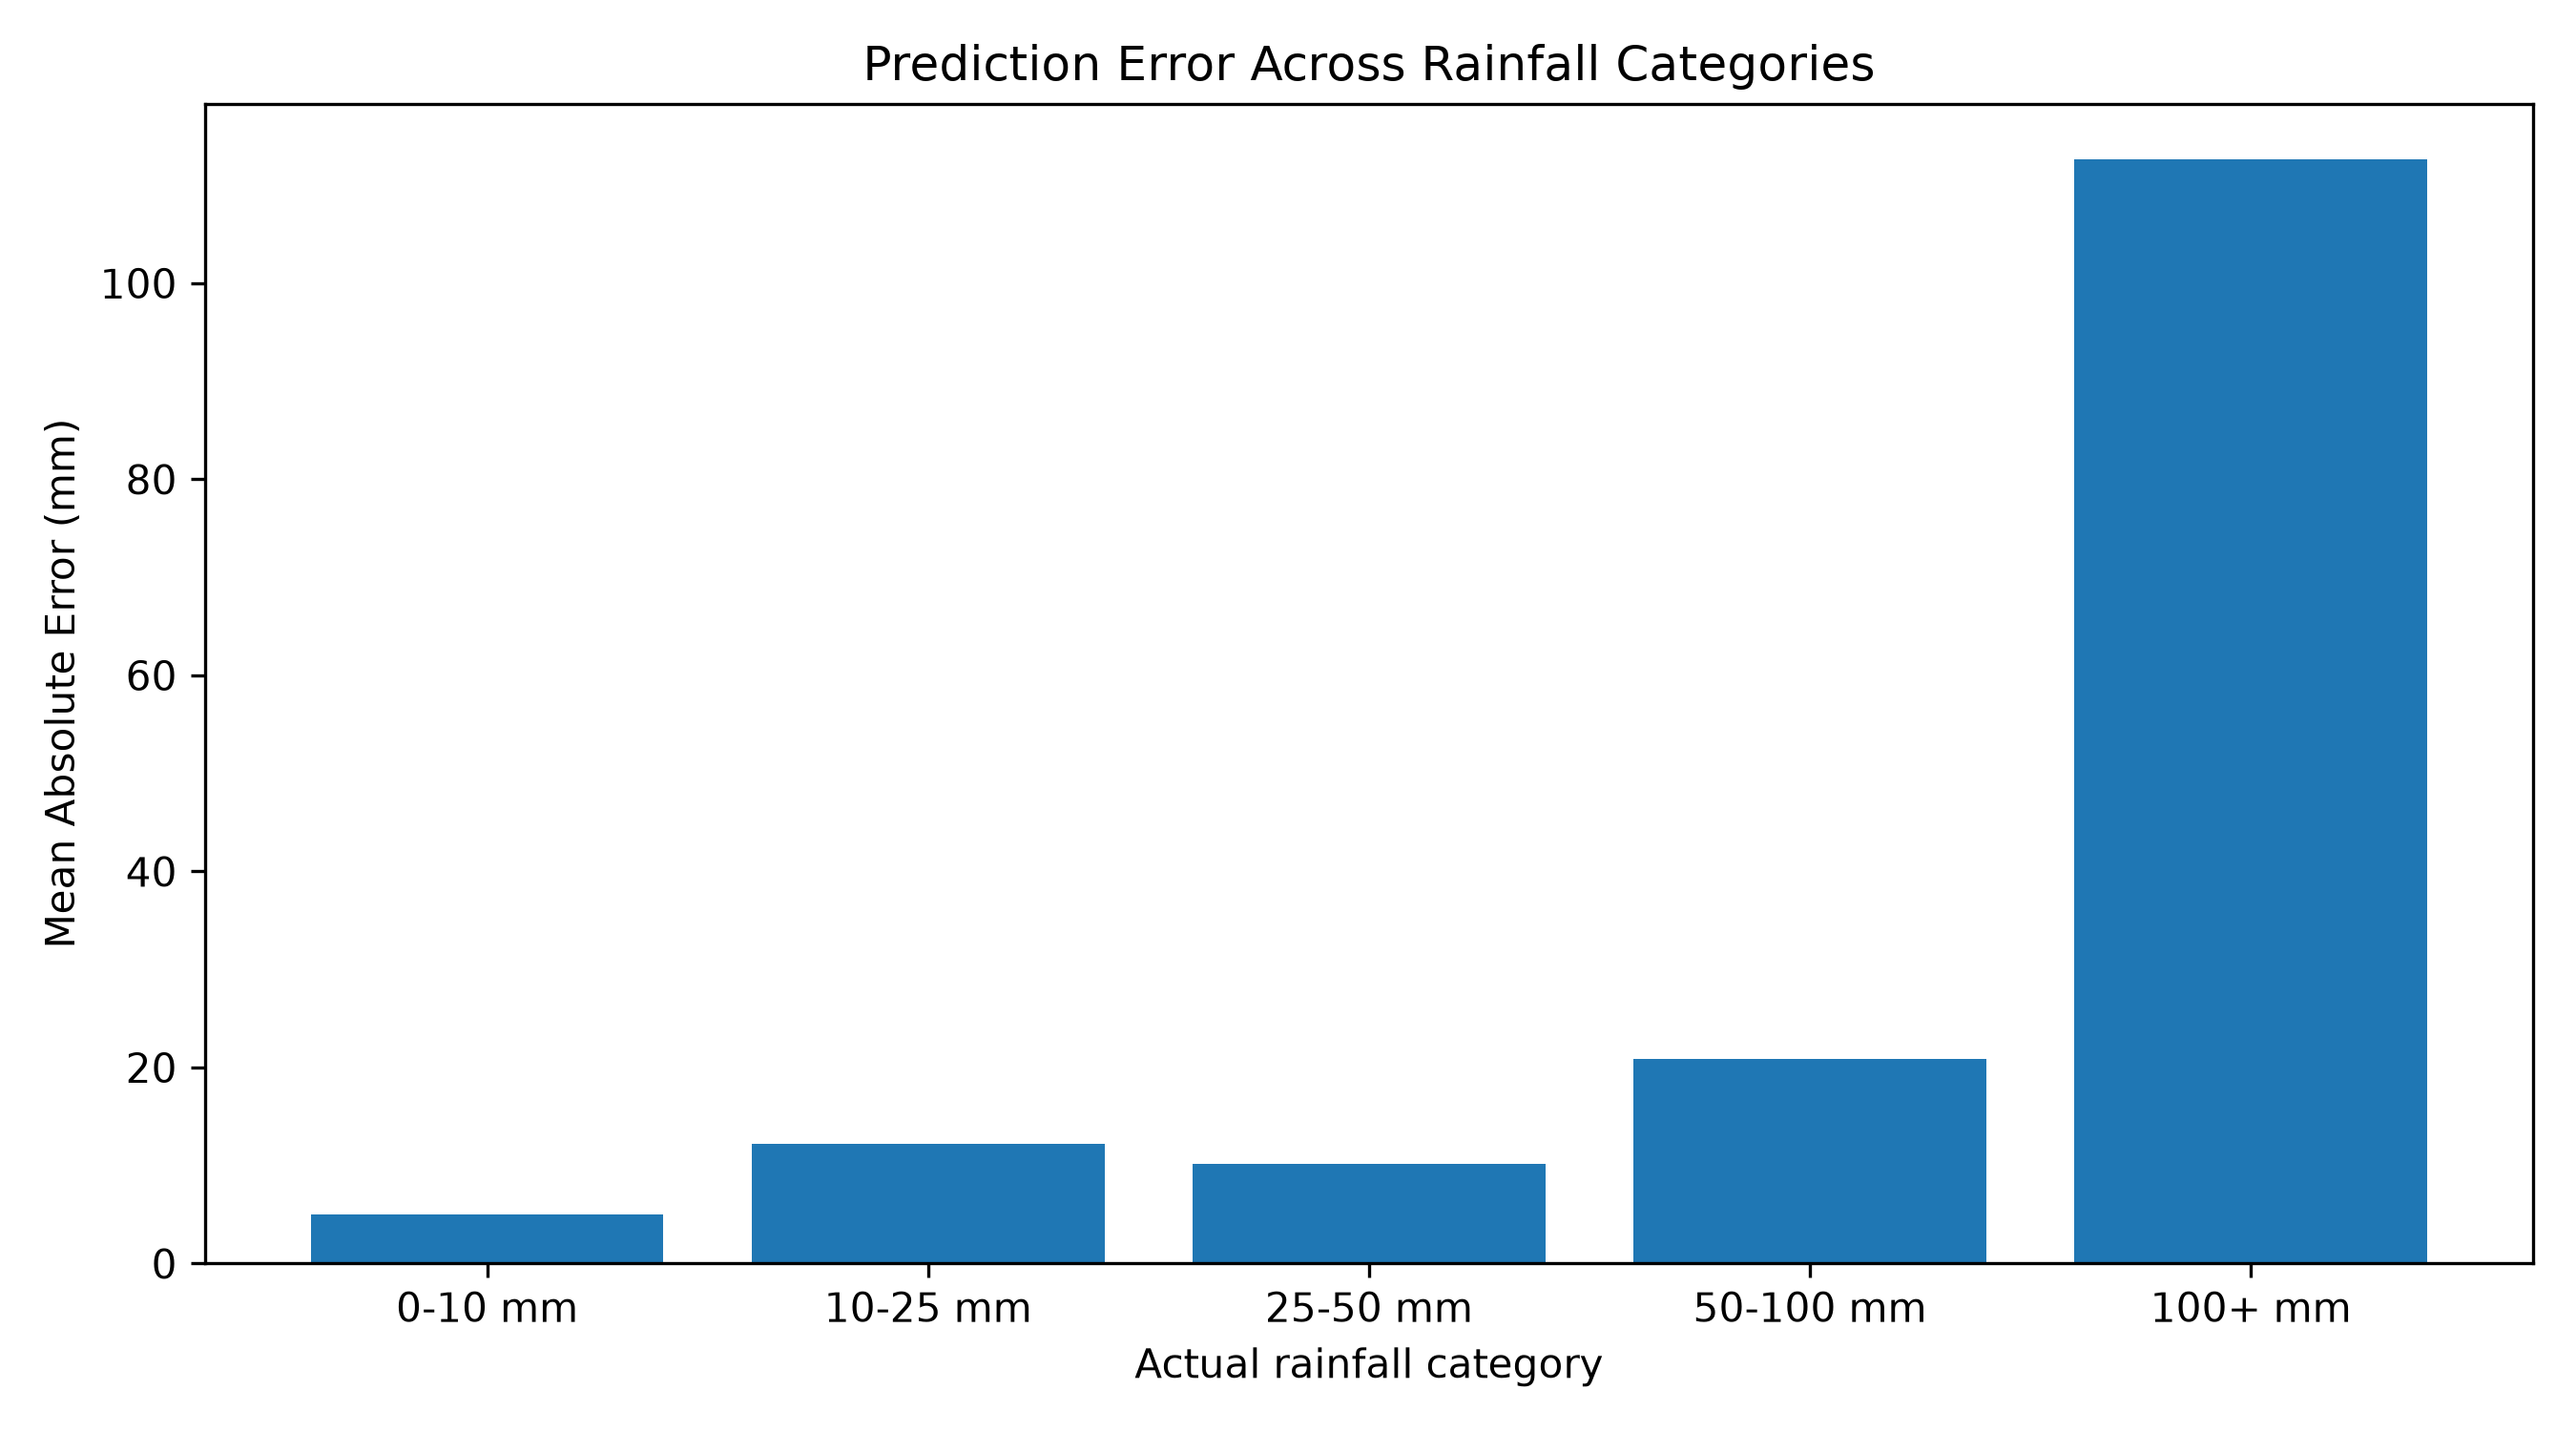 Prediction Error Across Rainfall Categories
Mean Absolute Error (mm)
100
80
60
40
20
0
0-10 mm 10-25 mm 25-50 mm 50-100 mm 100+ mm
Actual rainfall category